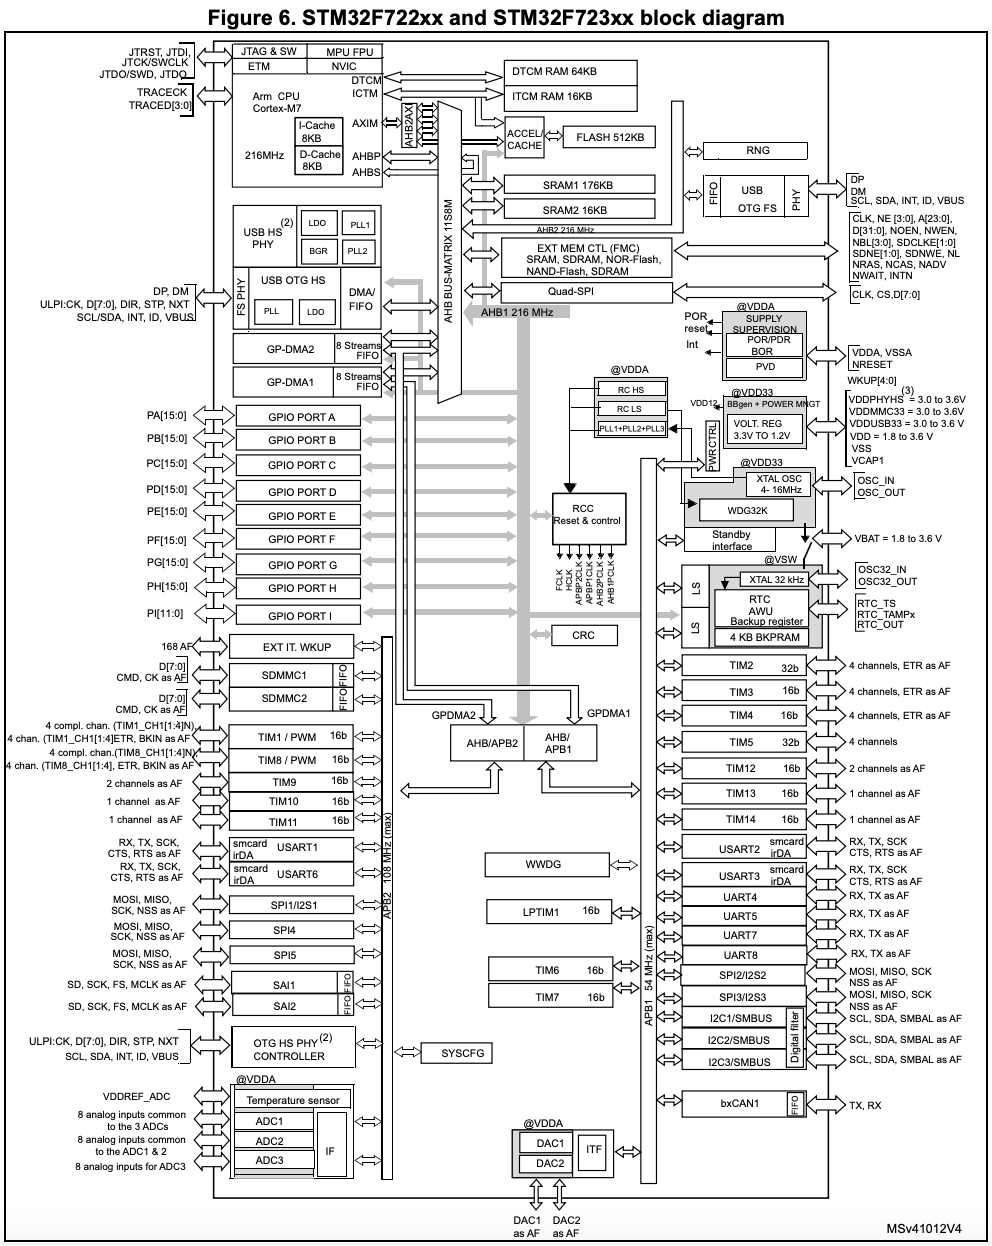 Figure 6. STM32F722xx and STM32F723xx block diagram
JTRST, JTDI,
JTCK/SWCLK
JTDO/SWD, JTDO
TRACECK
TRACED[3:0]
JTAG & SW
MPU FPU
ETM
NVIC
DTCM
ICTM
Arm CPU
Cortex-M7
AXIM
I-Cache
8KB
D-Cache
8KB
216MHz
AHBP
AHBS
AHB2AXI
AHB BUS-MATRIX 11S8M
DTCM RAM 64KB
ITCM RAM 16KB
ACCEL/
CACHE
FLASH 512KB
SRAM1 176KB
SRAM2 16KB
AHB2 216 MHz
EXT MEM CTL (FMC)
SRAM, SDRAM, NOR-Flash,
NAND-Flash, SDRAM
Quad-SPI
AHB1 216 MHz
RNG
FIFO
USB
OTG FS
PHY
DP
DM
SCL, SDA, INT, ID, VBUS
CLK, NE [3:0], A[23:0],
D[31:0], NOEN, NWEN,
NBL[3:0], SDCLKE[1:0]
SDNE[1:0], SDNWE, NL
NRAS, NCAS, NADV
NWAIT, INTN
CLK, CS,D[7:0]
USB HS
PHY
(2)
LDO
PLL1
BGR
PLL2
FS PHY
USB OTG HS
PLL
LDO
DMA/
FIFO
DP, DM
ULPI:CK, D[7:0], DIR, STP, NXT
SCL/SDA, INT, ID, VBUS
GP-DMA2
8 Streams
FIFO
GP-DMA1
8 Streams
FIFO
PA[15:0]
GPIO PORT A
PB[15:0]
GPIO PORT B
PC[15:0]
GPIO PORT C
PD[15:0]
GPIO PORT D
PE[15:0]
GPIO PORT E
PF[15:0]
GPIO PORT F
PG[15:0]
GPIO PORT G
PH[15:0]
GPIO PORT H
PI[11:0]
GPIO PORT I
@VDDA
POR
reset
Int
SUPPLY
SUPERVISION
POR/PDR
BOR
PVD
VDDA, VSSA
NRESET
WKUP[4:0]
@VDDA
RC HS
RC LS
PLL1+PLL2+PLL3
@VDD33
VDD12
BBgen + POWER MNGT
VOLT. REG
3.3V TO 1.2V
PWRCTRL
(3)
VDDPHYHS = 3.0 to 3.6V
VDDMMC33 = 3.0 to 3.6V
VDDUSB33 = 3.0 to 3.6 V
VDD = 1.8 to 3.6 V
VSS
VCAP1
@VDD33
XTAL OSC
4- 16MHz
WDG32K
OSC_IN
OSC_OUT
Standby
interface
VBAT = 1.8 to 3.6 V
@VSW
LS
LS
XTAL 32 kHz
RTC
AWU
Backup register
4 KB BKPRAM
OSC32_IN
OSC32_OUT
RTC_TS
RTC_TAMPx
RTC_OUT
RCC
Reset & control
FCLK
HCLK
APBP2CLK
APBP1CLK
AHB2PCLK
AHB1PCLK
CRC
GPDMA2
GPDMA1
AHB/APB2
AHB/
APB1
168 AF
EXT IT. WKUP
D[7:0]
CMD, CK as AF
SDMMC1
FIFO
D[7:0]
CMD, CK as AF
SDMMC2
FIFO
4 compl. chan. (TIM1_CH1[1:4]N)
4 chan. (TIM1_CH1[1:4]ETR, BKIN as AF
TIM1 / PWM 16b
4 compl. chan.(TIM8_CH1[1:4]N)
4 chan. (TIM8_CH1[1:4], ETR, BKIN as AF
TIM8 / PWM 16b
2 channels as AF
TIM9 16b
1 channel as AF
TIM10 16b
1 channel as AF
TIM11 16b
RX, TX, SCK,
CTS, RTS as AF
smcard
irDA
USART1
RX, TX, SCK,
CTS, RTS as AF
smcard
irDA
USART6
MOSI, MISO,
SCK, NSS as AF
SPI1/I2S1
MOSI, MISO,
SCK, NSS as AF
SPI4
MOSI, MISO,
SCK, NSS as AF
SPI5
SD, SCK, FS, MCLK as AF
SAI1
FIFO
SD, SCK, FS, MCLK as AF
SAI2
FIFO
ULPI:CK, D[7:0], DIR, STP, NXT
SCL, SDA, INT, ID, VBUS
OTG HS PHY(2)
CONTROLLER
APB2 108 MHz (max)
SYSCFG
@VDDA
VDDREF_ADC
Temperature sensor
8 analog inputs common
to the 3 ADCs
ADC1
8 analog inputs common
to the ADC1 & 2
ADC2
8 analog inputs for ADC3
ADC3
IF
WWDG
LPTIM1 16b
TIM6 16b
TIM7 16b
APB1 54 MHz (max)
@VDDA
DAC1
DAC2
ITF
DAC1
as AF
DAC2
as AF
TIM2 32b
4 channels, ETR as AF
TIM3 16b
4 channels, ETR as AF
TIM4 16b
4 channels, ETR as AF
TIM5 32b
4 channels
TIM12 16b
2 channels as AF
TIM13 16b
1 channel as AF
TIM14 16b
1 channel as AF
USART2
smcard
irDA
RX, TX, SCK
CTS, RTS as AF
USART3
smcard
irDA
RX, TX, SCK
CTS, RTS as AF
UART4
RX, TX as AF
UART5
RX, TX as AF
UART7
RX, TX as AF
UART8
RX, TX as AF
SPI2/I2S2
MOSI, MISO, SCK
NSS as AF
SPI3/I2S3
MOSI, MISO, SCK
NSS as AF
I2C1/SMBUS
SCL, SDA, SMBAL as AF
I2C2/SMBUS
SCL, SDA, SMBAL as AF
I2C3/SMBUS
SCL, SDA, SMBAL as AF
Digital filter
bxCAN1
FIFO
TX, RX
MSv41012V4